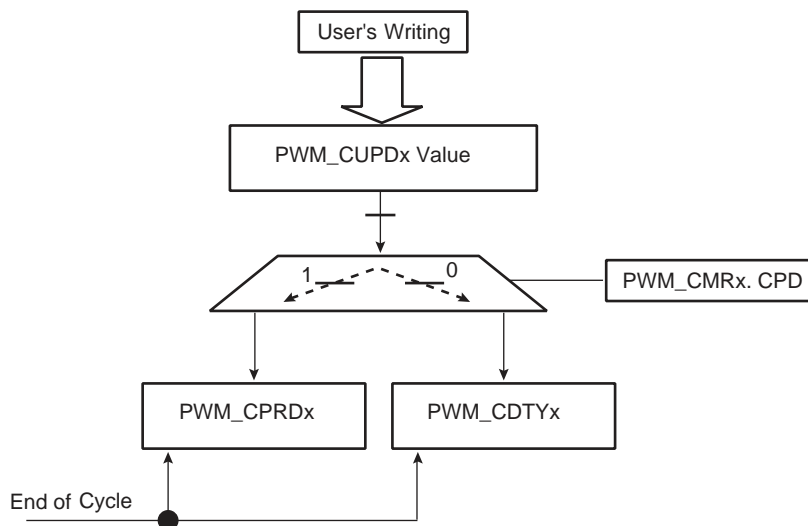 User's Writing
PWM_CUPDx Value
1
0
PWM_CMRx. CPD
PWM_CPRDx
PWM_CDTYx
End of Cycle